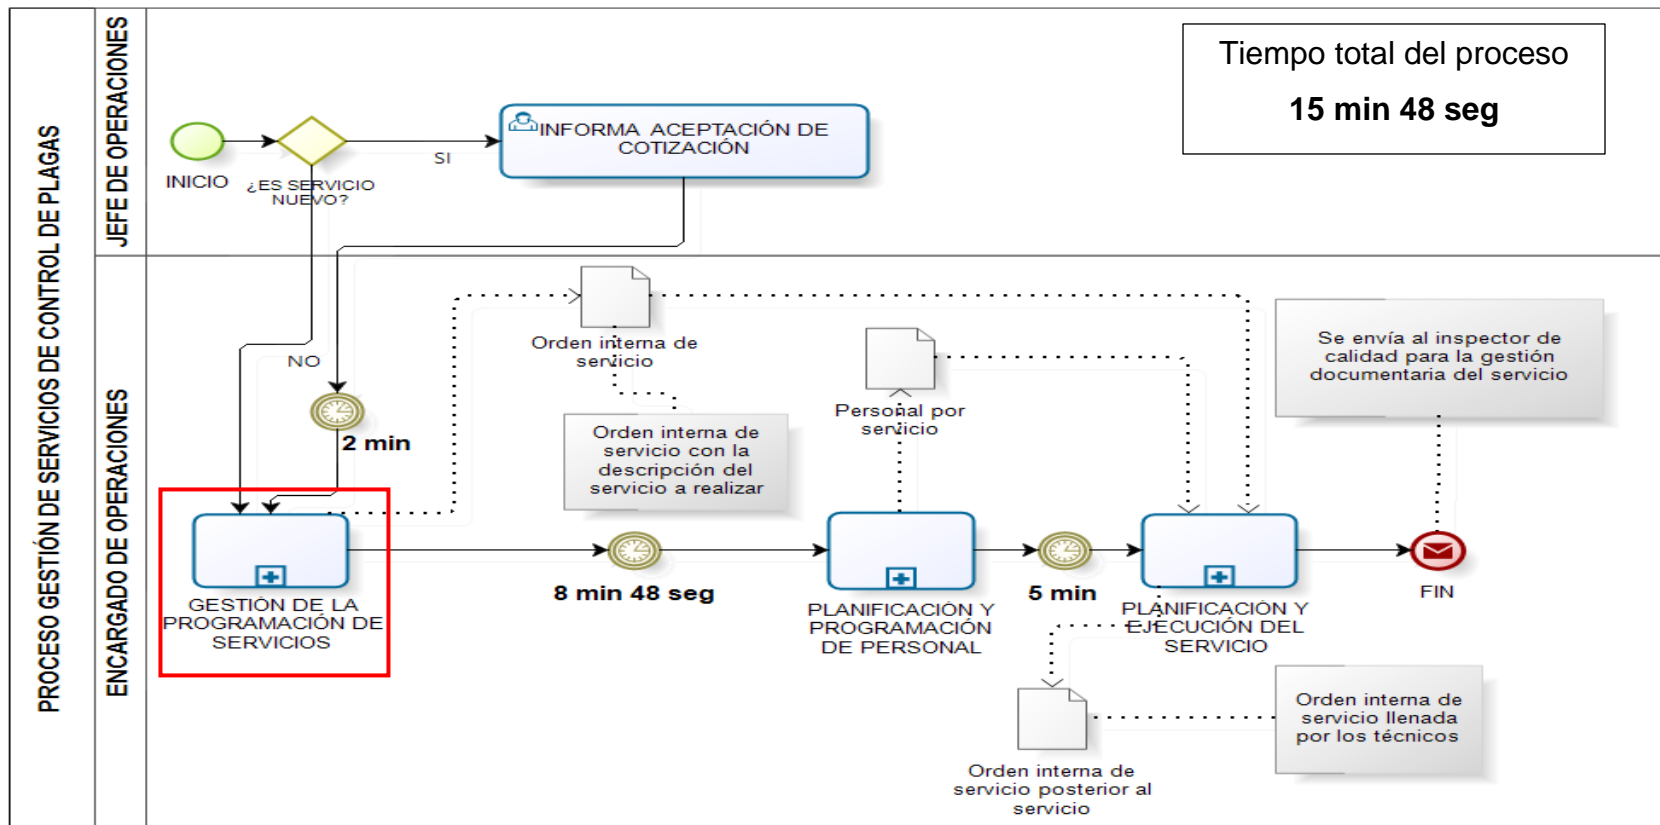 PROCESO GESTIÓN DE SERVICIOS DE CONTROL DE PLAGAS
JEFE DE OPERACIONES
Tiempo total del proceso
15 min 48 seg
INICIO
¿ES SERVICIO
NUEVO?
SI
INFORMA ACEPTACIÓN DE
COTIZACIÓN
ENCARGADO DE OPERACIONES
NO
2 min
Orden interna de
servicio
Orden interna de
servicio con la
descripción del
servicio a realizar
Personal por
servicio
Se envía al inspector de
calidad para la gestión
documentaria del servicio
GESTIÓN DE LA
PROGRAMACIÓN DE
SERVICIOS
8 min 48 seg
PLANIFICACIÓN Y
PROGRAMACIÓN
DE PERSONAL
5 min
PLANIFICACIÓN Y
EJECUCIÓN DEL
SERVICIO
FIN
Orden interna de
servicio posterior al
servicio
Orden interna de
servicio llenada
por los técnicos